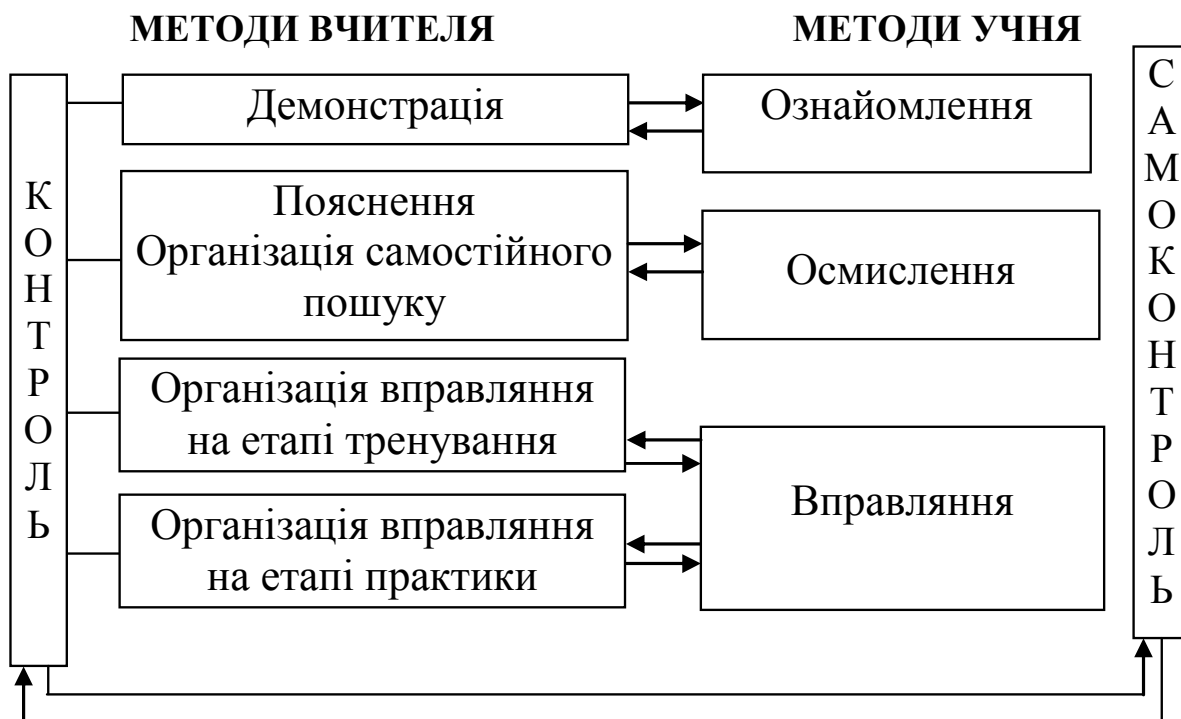 МЕТОДИ ВЧИТЕЛЯ
МЕТОДИ УЧНЯ
КОНТРОЛЬ
Демонстрація
Ознайомлення
Пояснення
Організація самостійного
пошуку
Осмислення
Організація вправляння
на етапі тренування
Організація вправляння
на етапі практики
Вправляння
САМОКОНТРОЛЬ